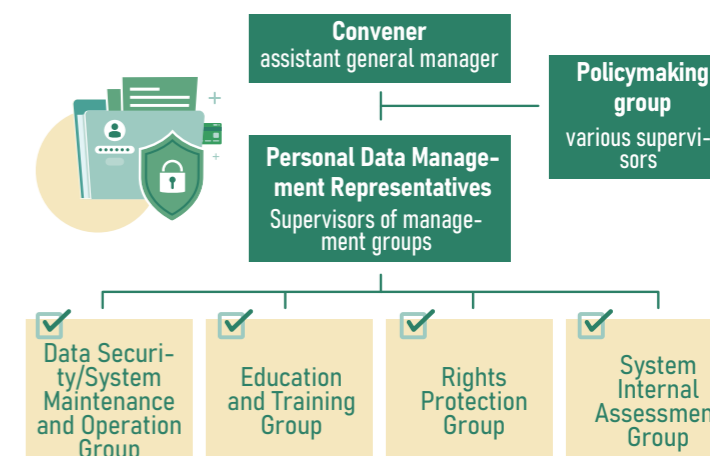 Convener
assistant general manager
Policymaking
group
various supervi-
sors
Personal Data Manage-
ment Representatives
Supervisors of manage-
ment groups
Data Securi-
ty/System
Maintenance
and Operation
Group
Education
and Training
Group
Rights
Protection
Group
System
Internal
Assessment
Group